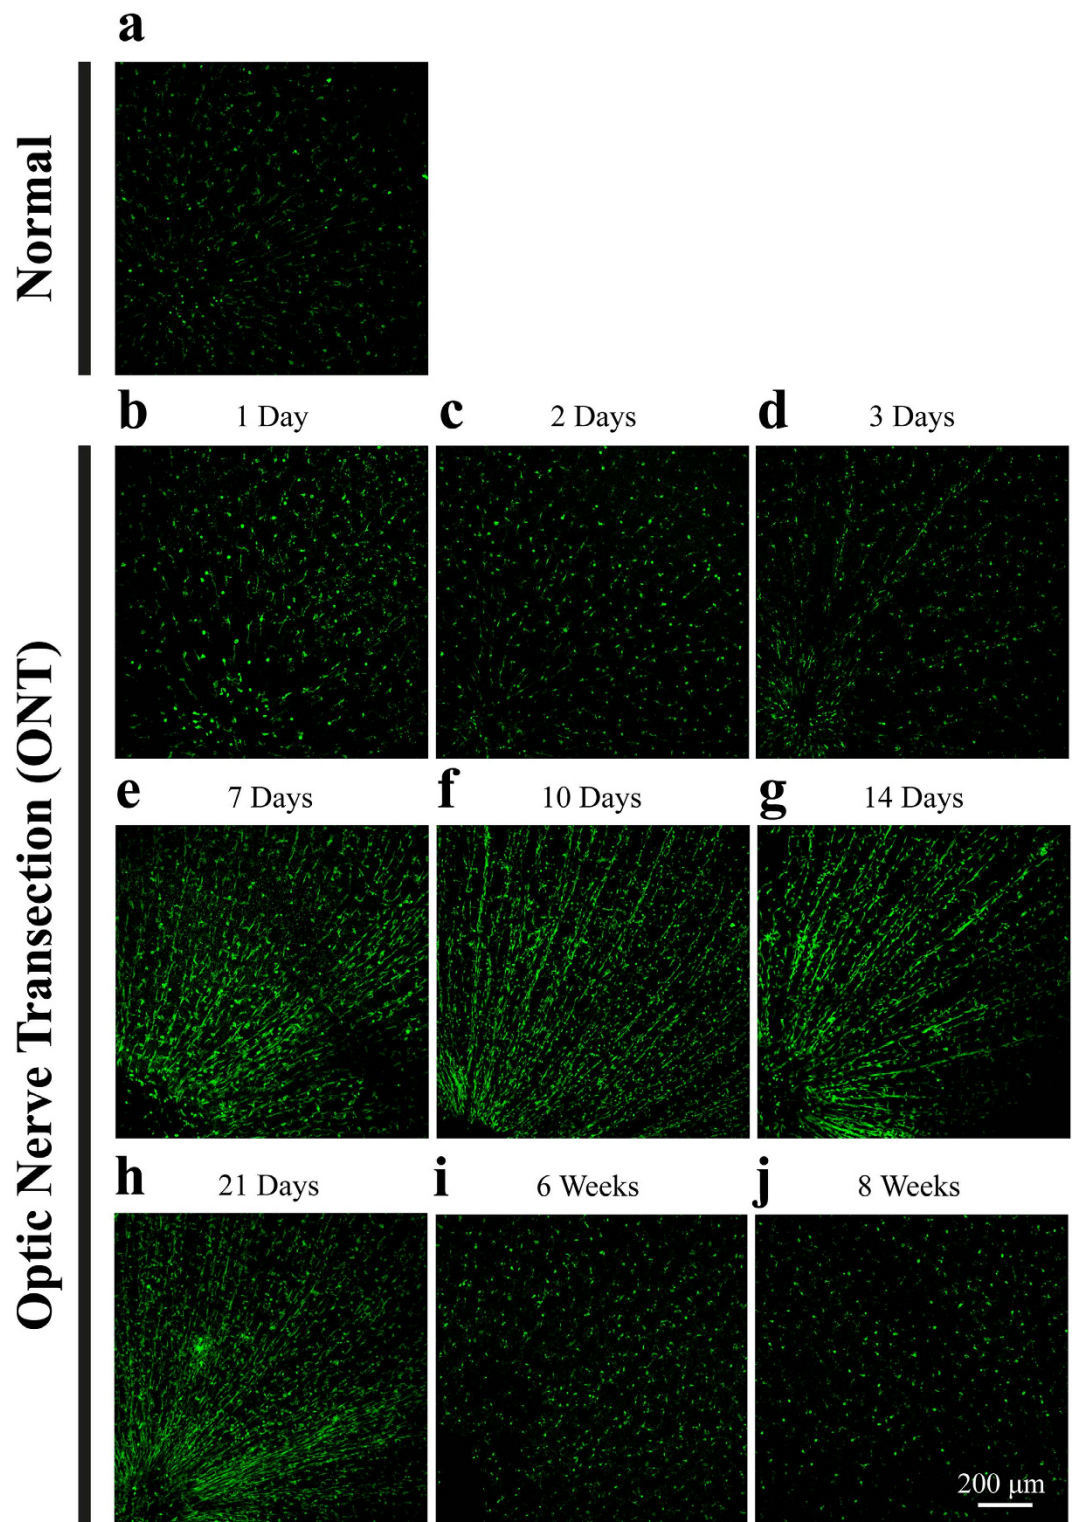 a
Normal
b 1 Day
c 2 Days
d 3 Days
Optic Nerve Transection (ONT)
e 7 Days
f 10 Days
g 14 Days
h 21 Days
i 6 Weeks
j 8 Weeks
200 μm